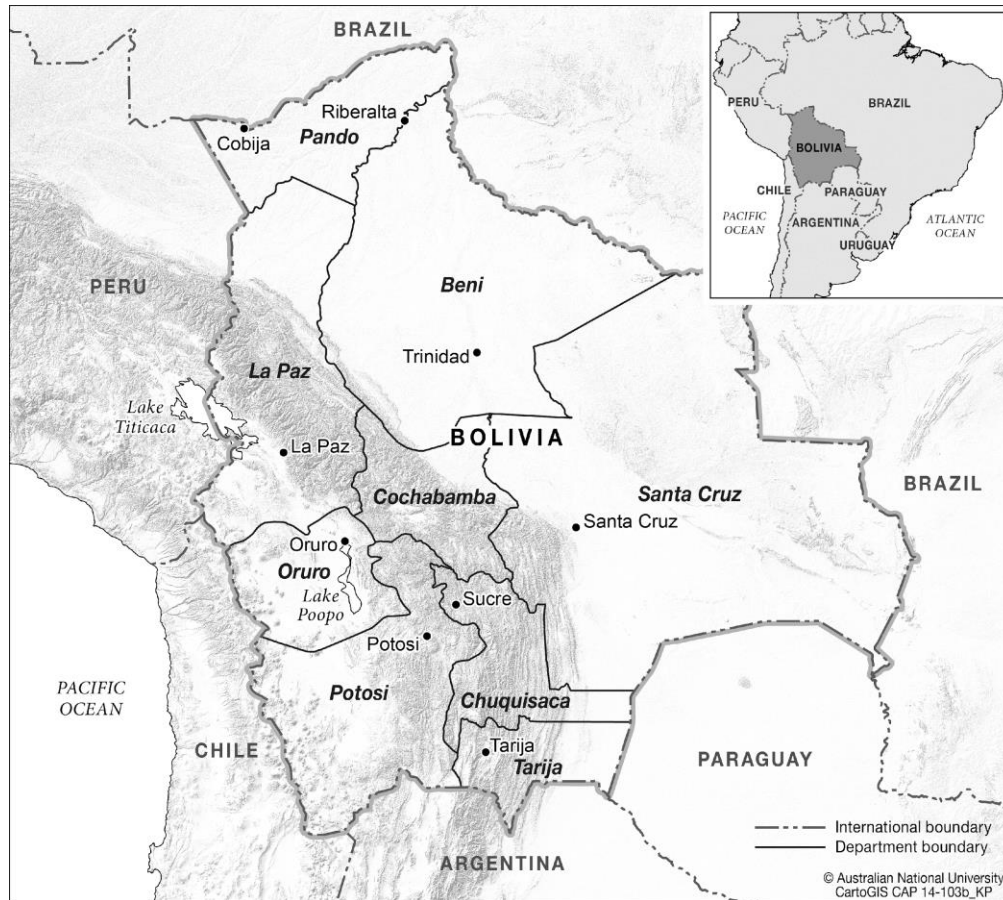 BRAZIL
Riberalta
Pando
Cobija
Beni
PERU
Trinidad
La Paz
Lake
Titicaca
La Paz
BOLIVIA
Cochabamba
Santa Cruz
BRAZIL
Santa Cruz
Oruro
Oruro
Lake
Poopo
Sucre
Potosi
PACIFIC
OCEAN
Potosi
Chuquisaca
CHILE
Tarija
Tarija
PARAGUAY
ARGENTINA
PERU
BRAZIL
BOLIVIA
CHILE
PARAGUAY
PACIFIC
OCEAN
ARGENTINA
ATLANTIC
OCEAN
URUGUAY
International boundary
Department boundary
© Australian National University
CartoGIS CAP 14-103b_KP